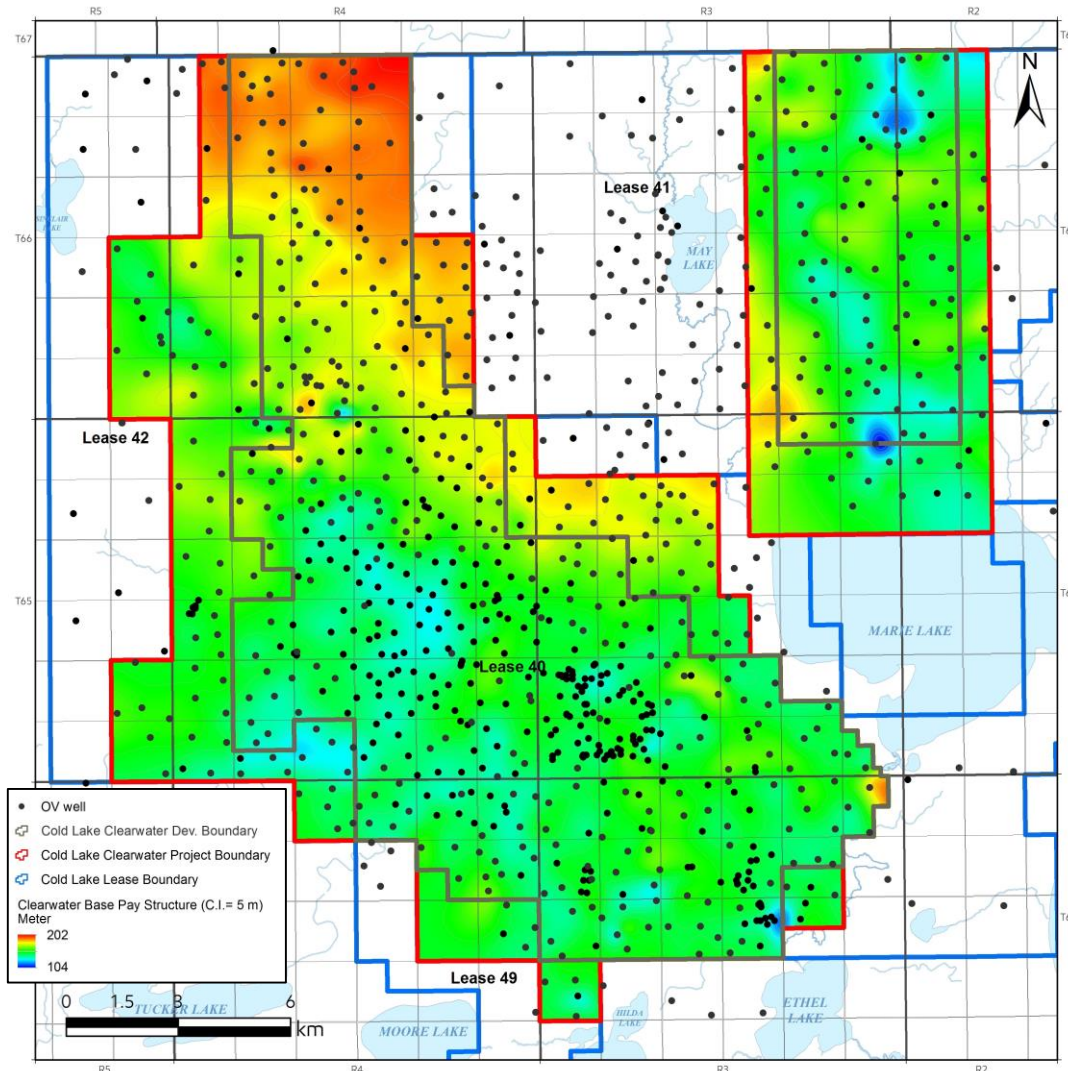 R5 R4 R3 R2
T67
N
Lease 41
SINCLAIR
LAKE
T66
MAY
LAKE
Lease 42
T65
MARIE LAKE
Lease 40
OV well
Cold Lake Clearwater Dev. Boundary
Cold Lake Clearwater Project Boundary
Cold Lake Lease Boundary
Clearwater Base Pay Structure (C.I.= 5 m)
Meter
202
104
Lease 49
0 1.5 3 6
km
TUCKER LAKE
MOORE LAKE
HILDA
LAKE
ETHEL
LAKE
R5 R4 R3 R2